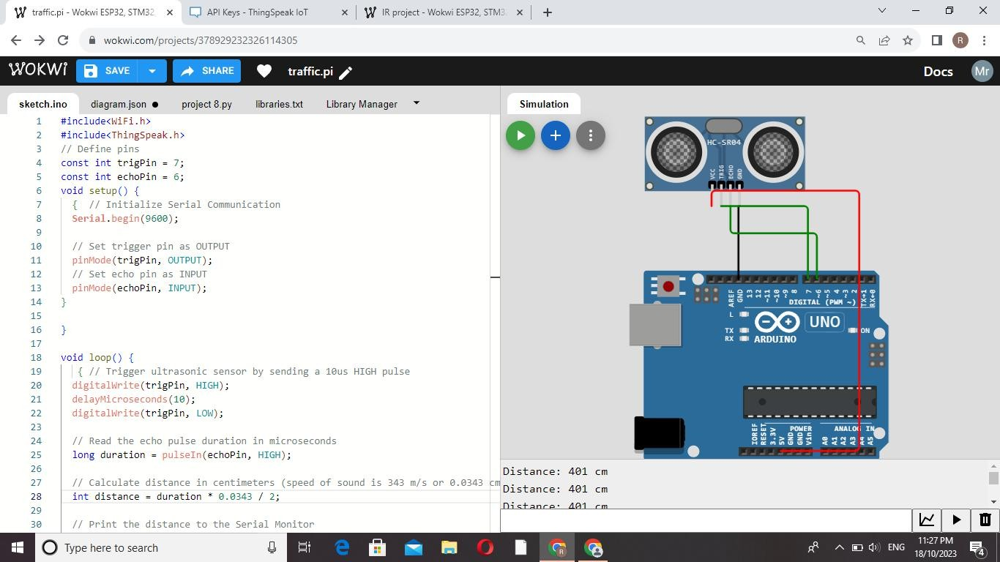 traffic.pi - Wokwi ESP32, STM32
API Keys - ThingSpeak IoT
IR project - Wokwi ESP32, STM3
wokwi.com/projects/378929232326114305
R
WOKWi
SAVE
SHARE
traffic.pi
Docs
Mr
sketch.ino
diagram.json
project 8.py
libraries.txt
Library Manager
Simulation
1 #include<WiFi.h>
2 #include<ThingSpeak.h>
3 // Define pins
4 const int trigPin = 7;
5 const int echoPin = 6;
6 void setup() {
7 { // Initialize Serial Communication
8 Serial.begin(9600);
9
10 // Set trigger pin as OUTPUT
11 pinMode(trigPin, OUTPUT);
12 // Set echo pin as INPUT
13 pinMode(echoPin, INPUT);
14 }
15
16 }
17
18 void loop() {
19 { // Trigger ultrasonic sensor by sending a 10us HIGH pulse
20 digitalWrite(trigPin, HIGH);
21 delayMicroseconds(10);
22 digitalWrite(trigPin, LOW);
23
24 // Read the echo pulse duration in microseconds
25 long duration = pulseIn(echoPin, HIGH);
26
27 // Calculate distance in centimeters (speed of sound is 343 m/s or 0.0343 cm
28 int distance = duration * 0.0343 / 2;
29
30 // Print the distance to the Serial Monitor
HC-SR04
VCC TRIG ECHO GND
AREF GND 13 12 ~11 ~10 ~9 8 7 ~6 ~5 4 ~3 2 TX→1 RX←0
DIGITAL (PWM ~)
L
TX
RX
UNO
ARDUINO
ON
POWER
ANALOG IN
IOREF RESET 3.3V 5V GND GND Vin A0 A1 A2 A3 A4 A5
Distance: 401 cm
Distance: 401 cm
Distance: 401 cm
Type here to search
R
ENG
11:27 PM
18/10/2023
4